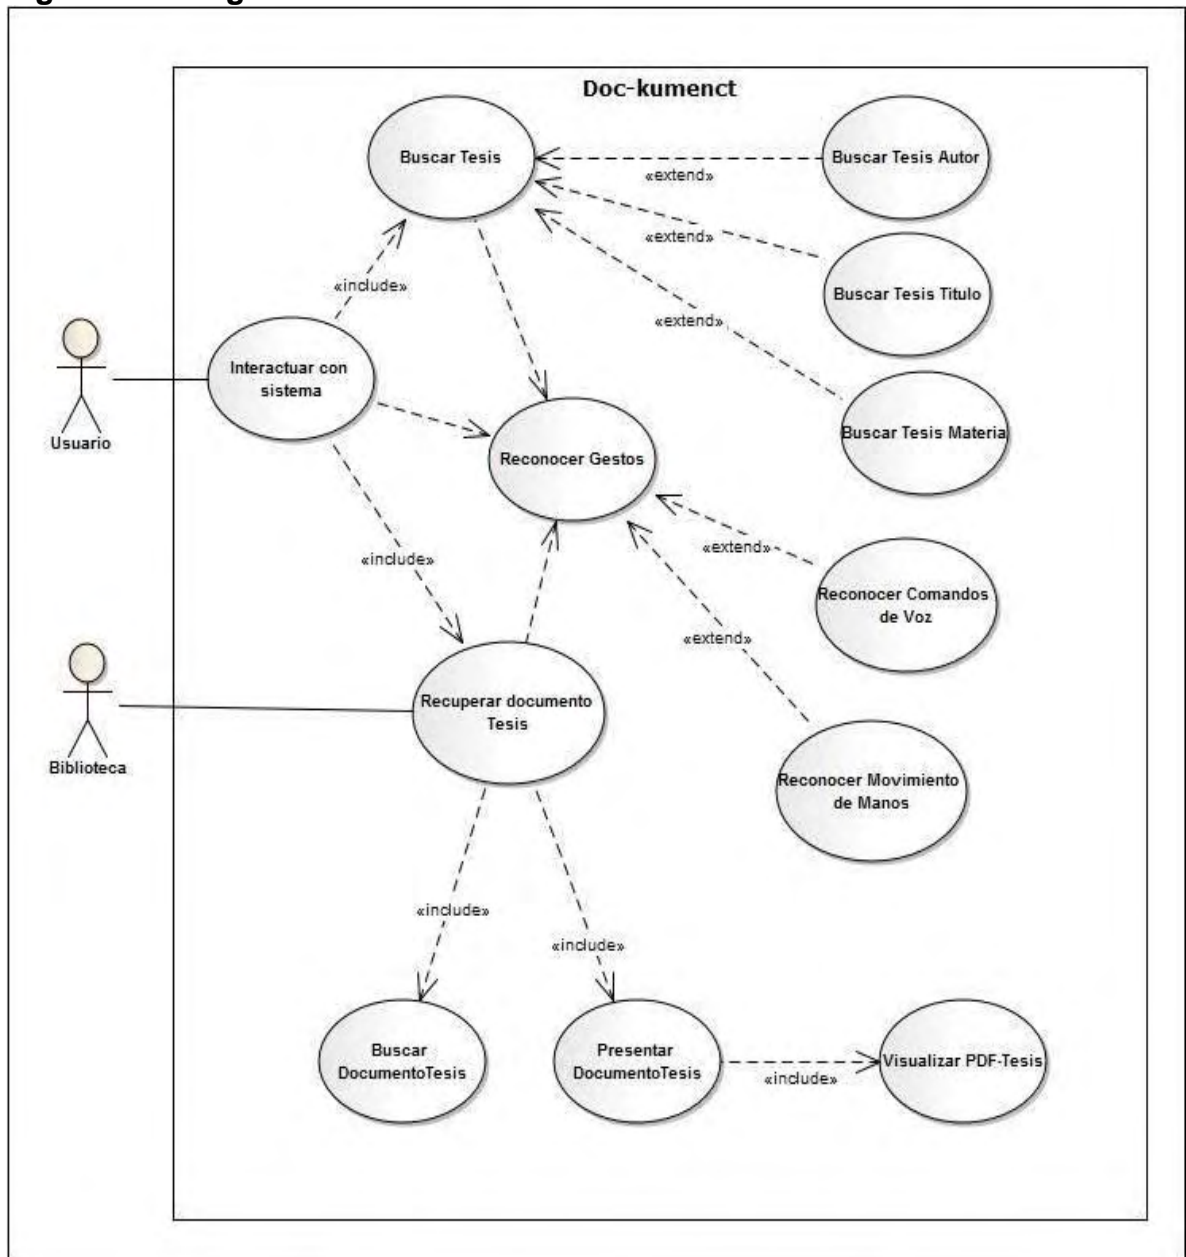 Doc-kumenct
Buscar Tesis
Buscar Tesis Autor
«extend»
«extend»
«include»
Buscar Tesis Titulo
«extend»
Interactuar con
sistema
Usuario
Buscar Tesis Materia
Reconocer Gestos
«extend»
«include»
Reconocer Comandos
de Voz
«extend»
Recuperar documento
Tesis
Biblioteca
Reconocer Movimiento
de Manos
«include»
«include»
Buscar
DocumentoTesis
Presentar
DocumentoTesis
Visualizar PDF-Tesis
«include»